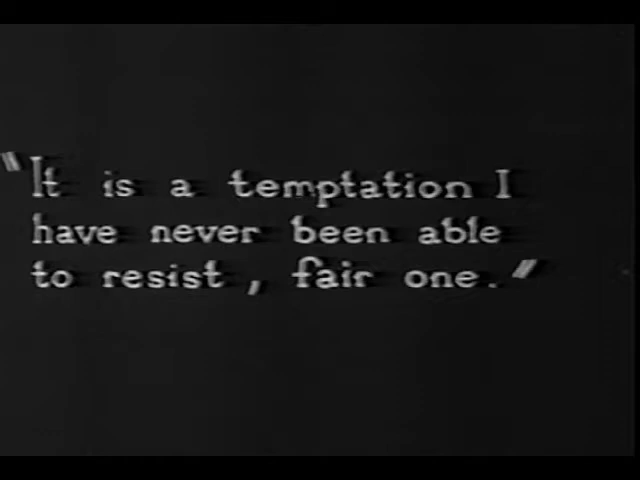 "It is a temptation I
have never been able
to resist, fair one."